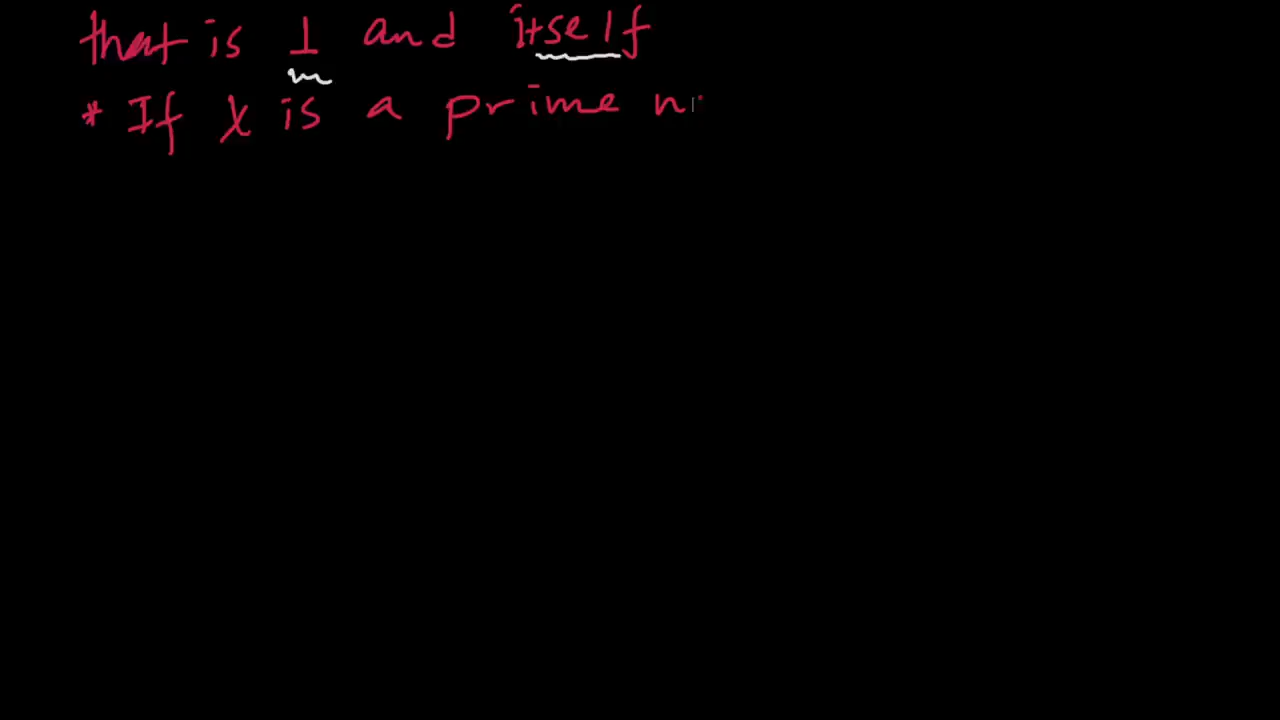 that is 1 and itself
* If x is a prime n